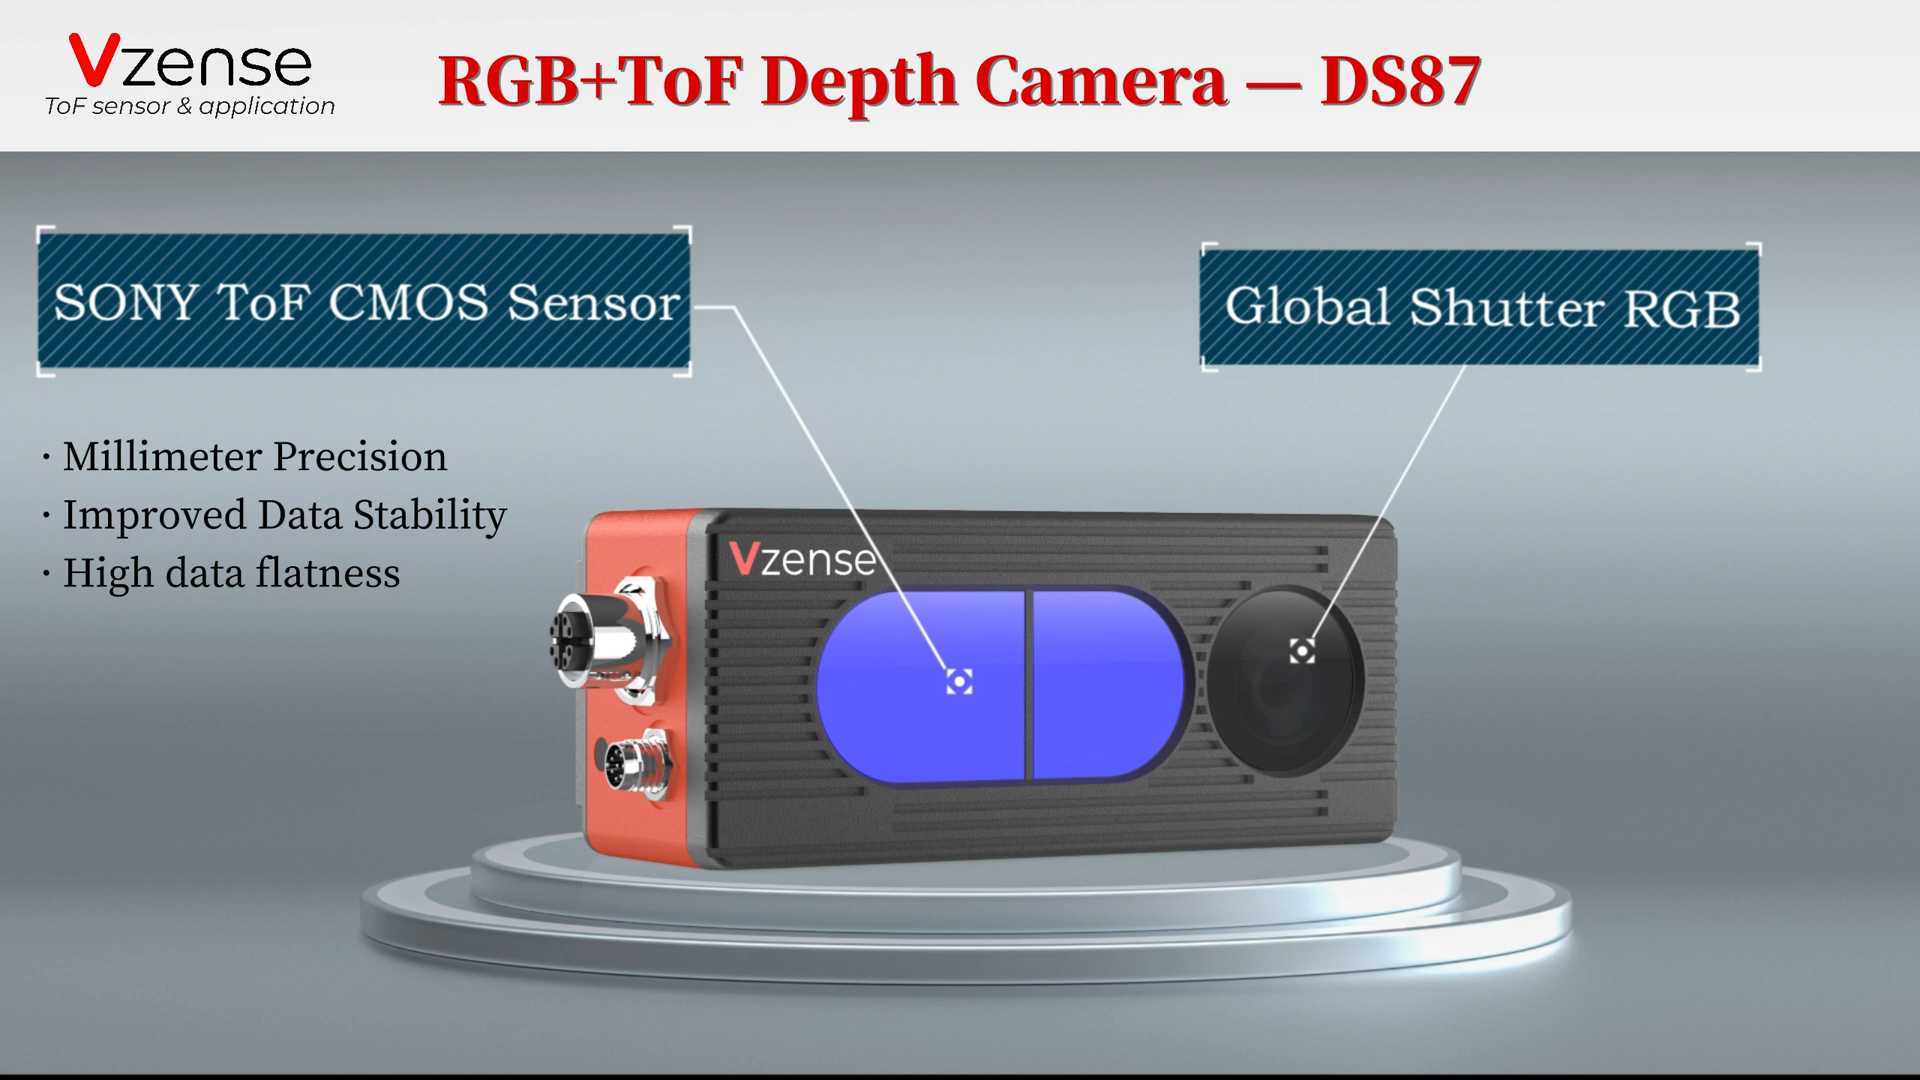 Vzense
ToF sensor & application
RGB+ToF Depth Camera — DS87
SONY ToF CMOS Sensor
Global Shutter RGB
· Millimeter Precision
· Improved Data Stability
· High data flatness
Vzense